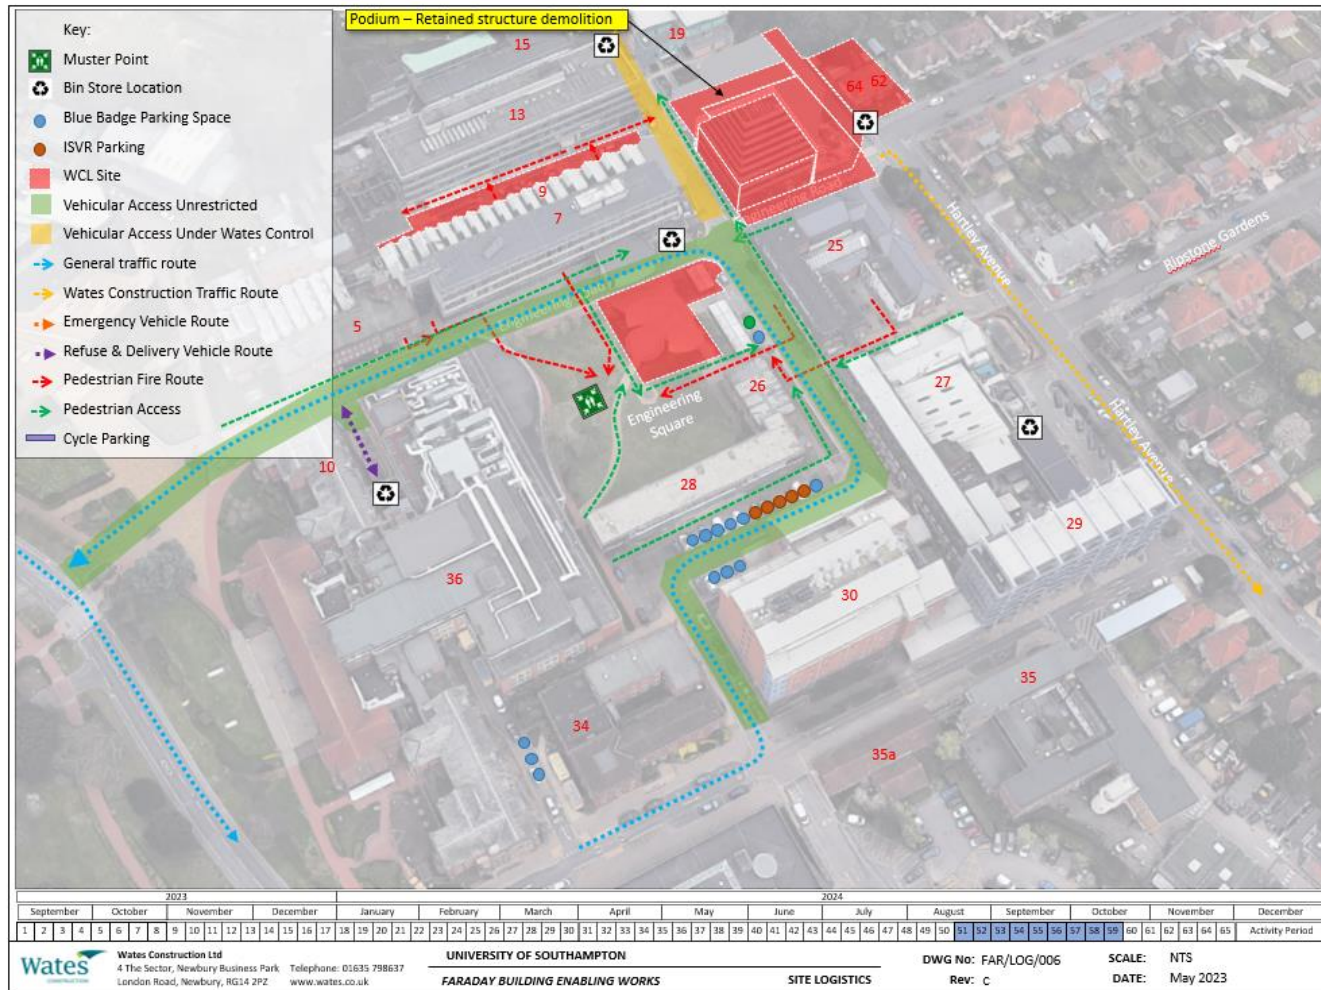 Podium – Retained structure demolition
Key:
Muster Point
Bin Store Location
Blue Badge Parking Space
ISVR Parking
WCL Site
Vehicular Access Unrestricted
Vehicular Access Under Wates Control
General traffic route
Wates Construction Traffic Route
Emergency Vehicle Route
Refuse & Delivery Vehicle Route
Pedestrian Fire Route
Pedestrian Access
Cycle Parking
15
19
13
64
62
9
7
Engineering Road
25
Hartley Avenue
Ripstone Gardens
5
Engineering
Square
26
27
Hartley Avenue
10
28
29
36
30
35
34
35a
2023
2024
September
October
November
December
January
February
March
April
May
June
July
August
September
October
November
December
1 2 3 4 5 6 7 8 9 10 11 12 13 14 15 16 17 18 19 20 21 22 23 24 25 26 27 28 29 30 31 32 33 34 35 36 37 38 39 40 41 42 43 44 45 46 47 48 49 50 51 52 53 54 55 56 57 58 59 60 61 62 63 64 65 Activity Period
Wates
CONSTRUCTION
Wates Construction Ltd
4 The Sector, Newbury Business Park Telephone: 01635 798637
London Road, Newbury, RG14 2PZ www.wates.co.uk
UNIVERSITY OF SOUTHAMPTON
FARADAY BUILDING ENABLING WORKS
SITE LOGISTICS
DWG No: FAR/LOG/006
Rev: C
SCALE: NTS
DATE: May 2023